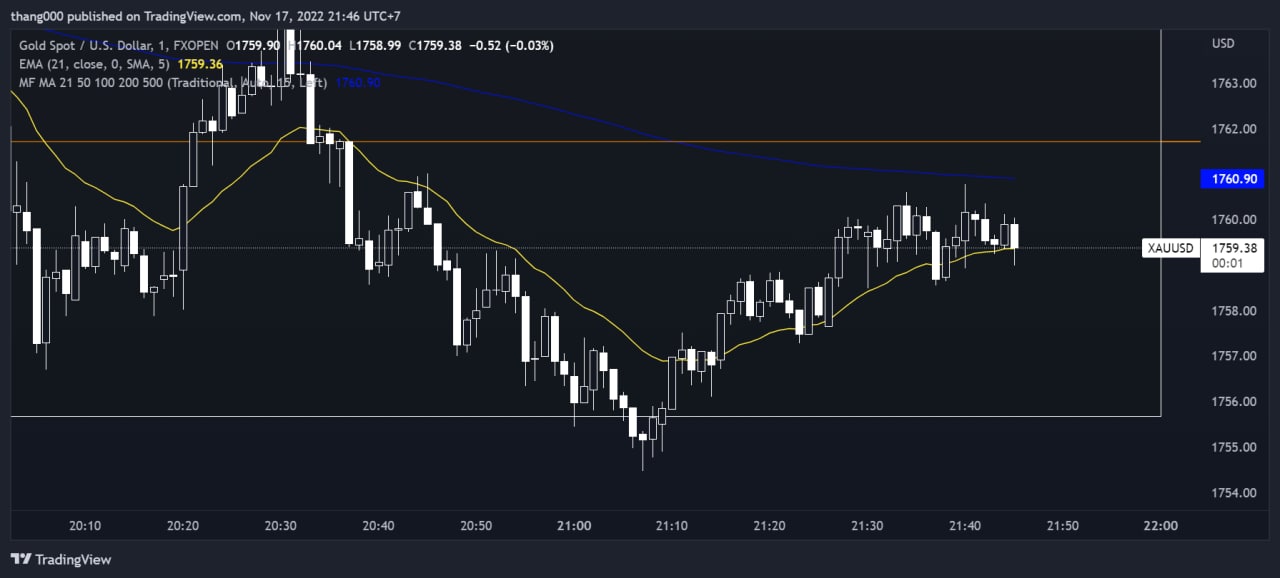 thang000 published on TradingView.com, Nov 17, 2022 21:46 UTC+7
Gold Spot / U.S. Dollar, 1, FXOPEN O1759.90 H1760.04 L1758.99 C1759.38 −0.52 (−0.03%)
USD
EMA (21, close, 0, SMA, 5) 1759.36
MF MA 21 50 100 200 500 (Traditional, Auto, 15, Left) 1760.90
1763.00
1762.00
1760.90
1760.00
XAUUSD 1759.38
00:01
1758.00
1757.00
1756.00
1755.00
1754.00
20:10 20:20 20:30 20:40 20:50 21:00 21:10 21:20 21:30 21:40 21:50 22:00
TradingView